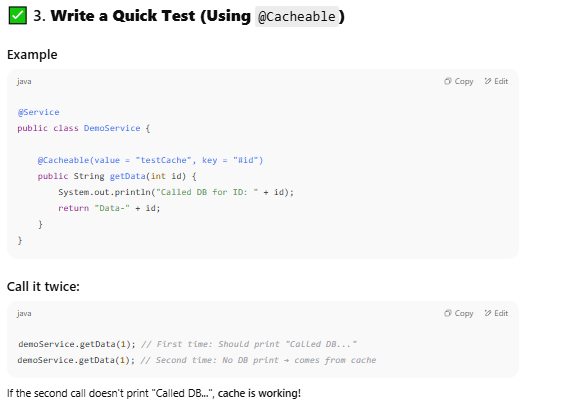 ✅ 3. Write a Quick Test (Using @Cacheable)
Example
java
Copy Edit
@Service
public class DemoService {
@Cacheable(value = "testCache", key = "#id")
public String getData(int id) {
System.out.println("Called DB for ID: " + id);
return "Data-" + id;
}
}
Call it twice:
java
Copy Edit
demoService.getData(1); // First time: Should print "Called DB..."
demoService.getData(1); // Second time: No DB print → comes from cache
If the second call doesn't print "Called DB...", cache is working!